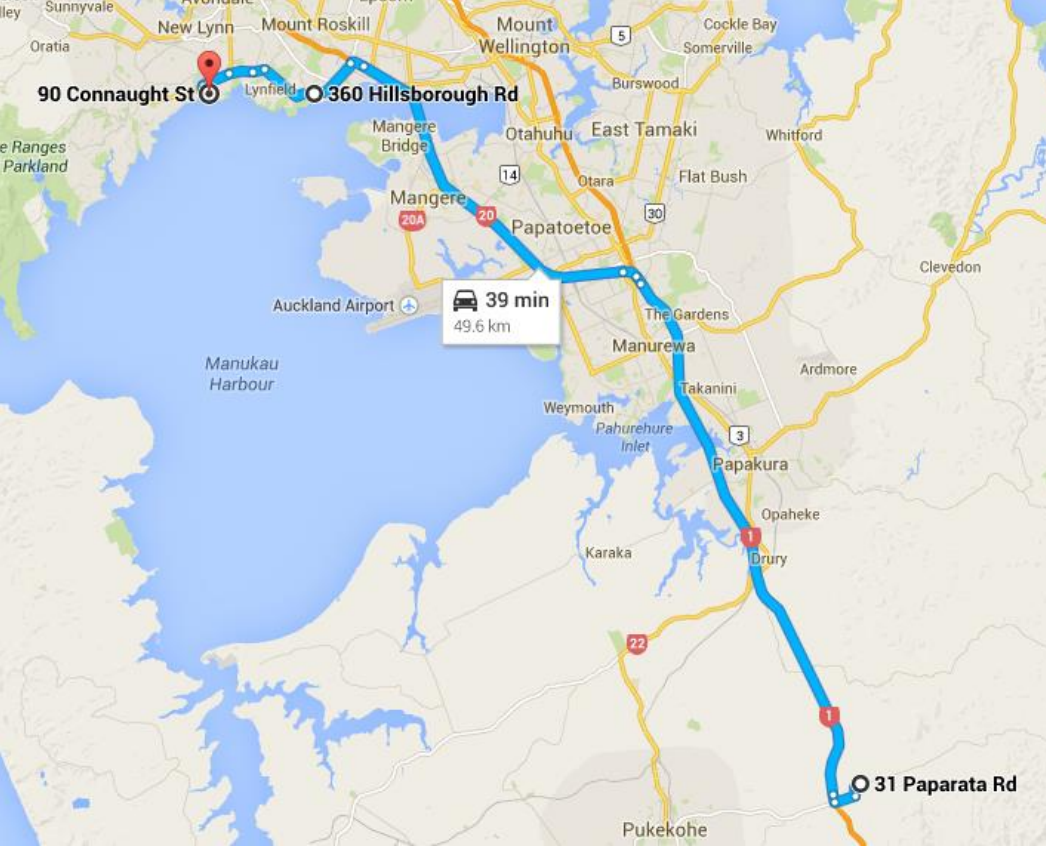 Sunnyvale
Avondale
New Lynn
Mount Roskill
Epsom
Mount
Wellington
5
Cockle Bay
Somerville
Oratia
90 Connaught St
Lynfield
360 Hillsborough Rd
Burswood
Mangere
Bridge
Otahuhu
East Tamaki
Whitford
e Ranges
Parkland
14
Otara
Flat Bush
Mangere
20A
20
30
Papatoetoe
Clevedon
Auckland Airport
39 min
49.6 km
The Gardens
Manurewa
Manukau
Harbour
Ardmore
Takanini
Weymouth
Pahurehure
Inlet
3
Papakura
Opaheke
1
Karaka
Drury
22
1
31 Paparata Rd
Pukekohe